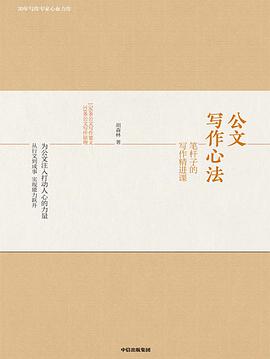 30年写作专家心血力作
公文
写作心法
笔杆子的
写作精进课
胡森林 著
为公文注入打动人心的力量
从行文到成事 实现能力跃升
中信出版集团